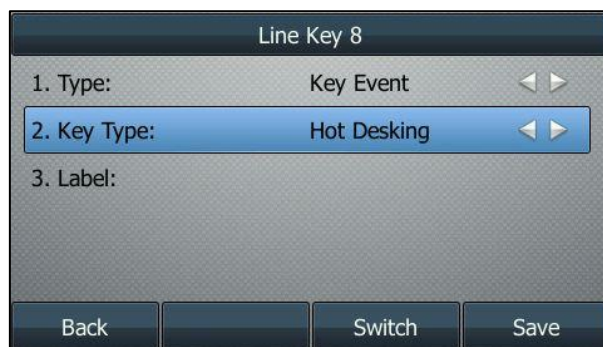 Line Key 8
1. Type: Key Event
2. Key Type: Hot Desking
3. Label:
Back Switch Save